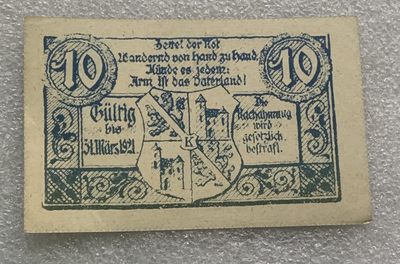 Zettel der Not
Wandernd von Hand zu Hand,
Künde es jedem:
Arm ist das Vaterland!
10
10
Gültig
bis
31. März 1921
K
Die
Nachahmung
wird
gesetzlich
bestraft.